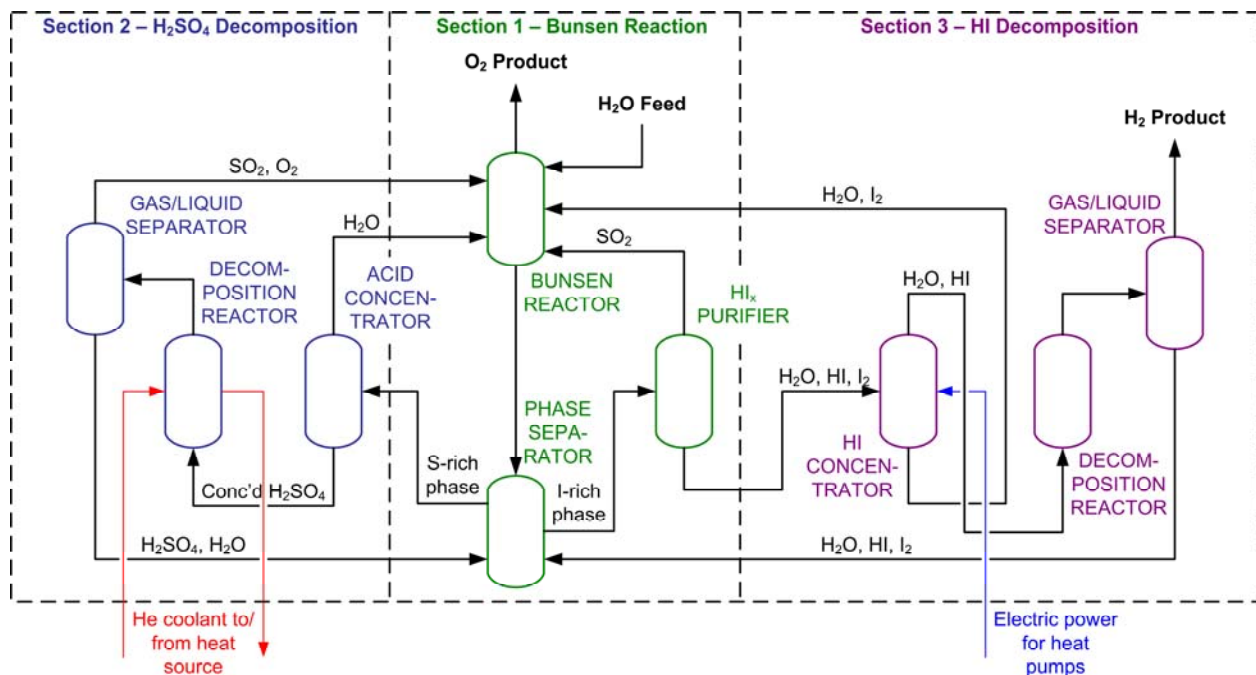 Section 2 – H₂SO₄ Decomposition
Section 1 – Bunsen Reaction
Section 3 – HI Decomposition
O₂ Product
H₂O Feed
H₂ Product
SO₂, O₂
GAS/LIQUID
SEPARATOR
H₂O
DECOM-
POSITION
REACTOR
ACID
CONCEN-
TRATOR
H₂O, I₂
SO₂
BUNSEN
REACTOR
HIₓ
PURIFIER
GAS/LIQUID
SEPARATOR
H₂O, HI
H₂O, HI, I₂
PHASE
SEPA-
RATOR
S-rich
phase
I-rich
phase
Conc'd H₂SO₄
HI
CONCEN-
TRATOR
DECOM-
POSITION
REACTOR
H₂SO₄, H₂O
H₂O, HI, I₂
He coolant to/
from heat
source
Electric power
for heat
pumps